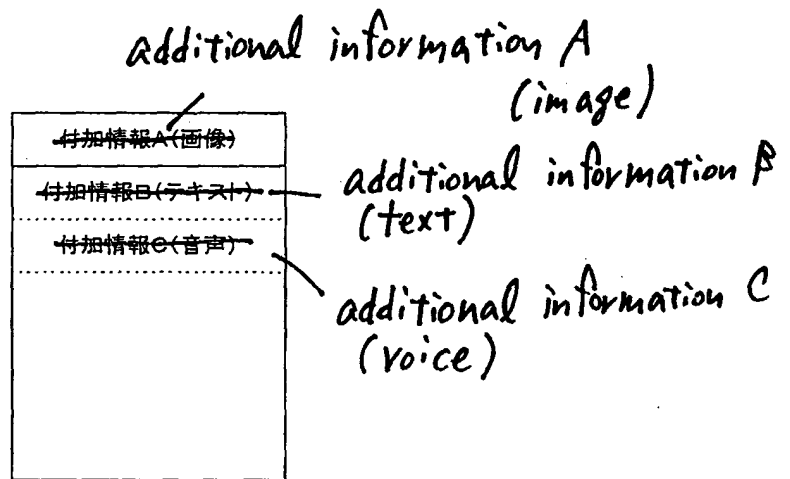 additional information A
(image)
付加情報A(画像)
付加情報B(テキスト)
additional information B
(text)
付加情報C(音声)
additional information C
(voice)